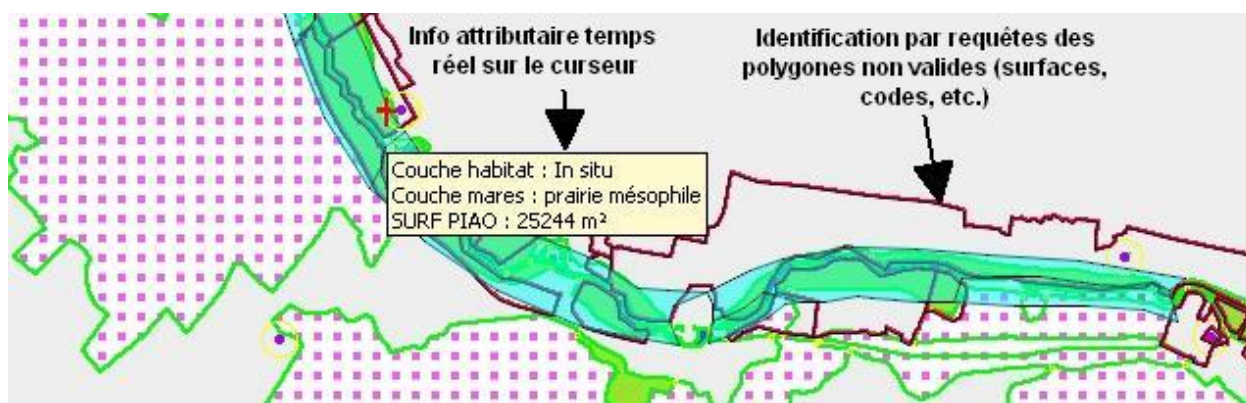 Info attributaire temps
réel sur le curseur
Identification par requêtes des
polygones non valides (surfaces,
codes, etc.)
Couche habitat : In situ
Couche mares : prairie mésophile
SURF PIAO : 25244 m²